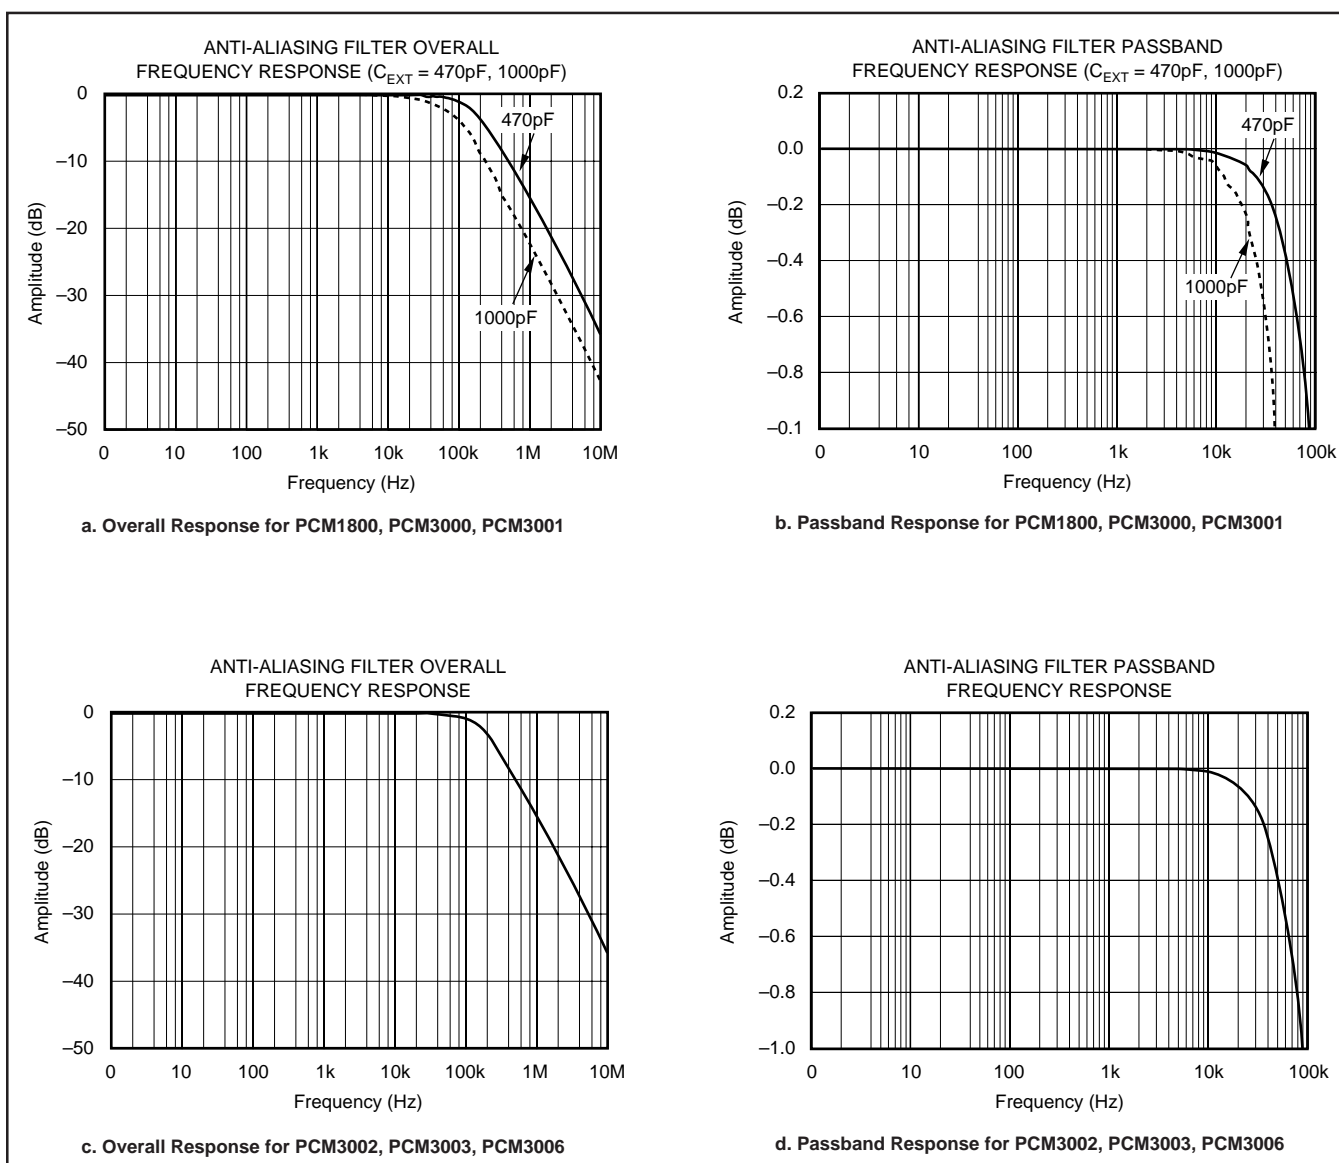 ANTI-ALIASING FILTER OVERALL
FREQUENCY RESPONSE (CEXT = 470pF, 1000pF)
0
–10
–20
–30
–40
–50
Amplitude (dB)
470pF
1000pF
0 10 100 1k 10k 100k 1M 10M
Frequency (Hz)
a. Overall Response for PCM1800, PCM3000, PCM3001
ANTI-ALIASING FILTER PASSBAND
FREQUENCY RESPONSE (CEXT = 470pF, 1000pF)
0.2
0.0
–0.2
–0.4
–0.6
–0.8
–0.1
Amplitude (dB)
470pF
1000pF
0 10 100 1k 10k 100k
Frequency (Hz)
b. Passband Response for PCM1800, PCM3000, PCM3001
ANTI-ALIASING FILTER OVERALL
FREQUENCY RESPONSE
0
–10
–20
–30
–40
–50
Amplitude (dB)
0 10 100 1k 10k 100k 1M 10M
Frequency (Hz)
c. Overall Response for PCM3002, PCM3003, PCM3006
ANTI-ALIASING FILTER PASSBAND
FREQUENCY RESPONSE
0.2
0.0
–0.2
–0.4
–0.6
–0.8
–1.0
Amplitude (dB)
0 10 100 1k 10k 100k
Frequency (Hz)
d. Passband Response for PCM3002, PCM3003, PCM3006